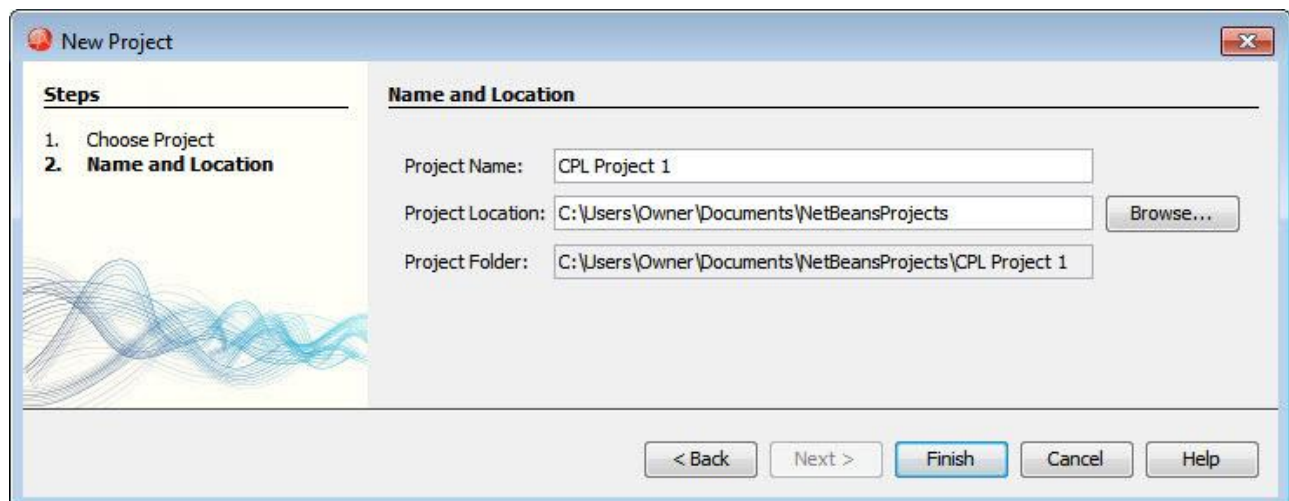 New Project
Steps
1. Choose Project
2. Name and Location
Name and Location
Project Name: CPL Project 1
Project Location: C:\Users\Owner\Documents\NetBeansProjects Browse...
Project Folder: C:\Users\Owner\Documents\NetBeansProjects\CPL Project 1
< Back Next > Finish Cancel Help